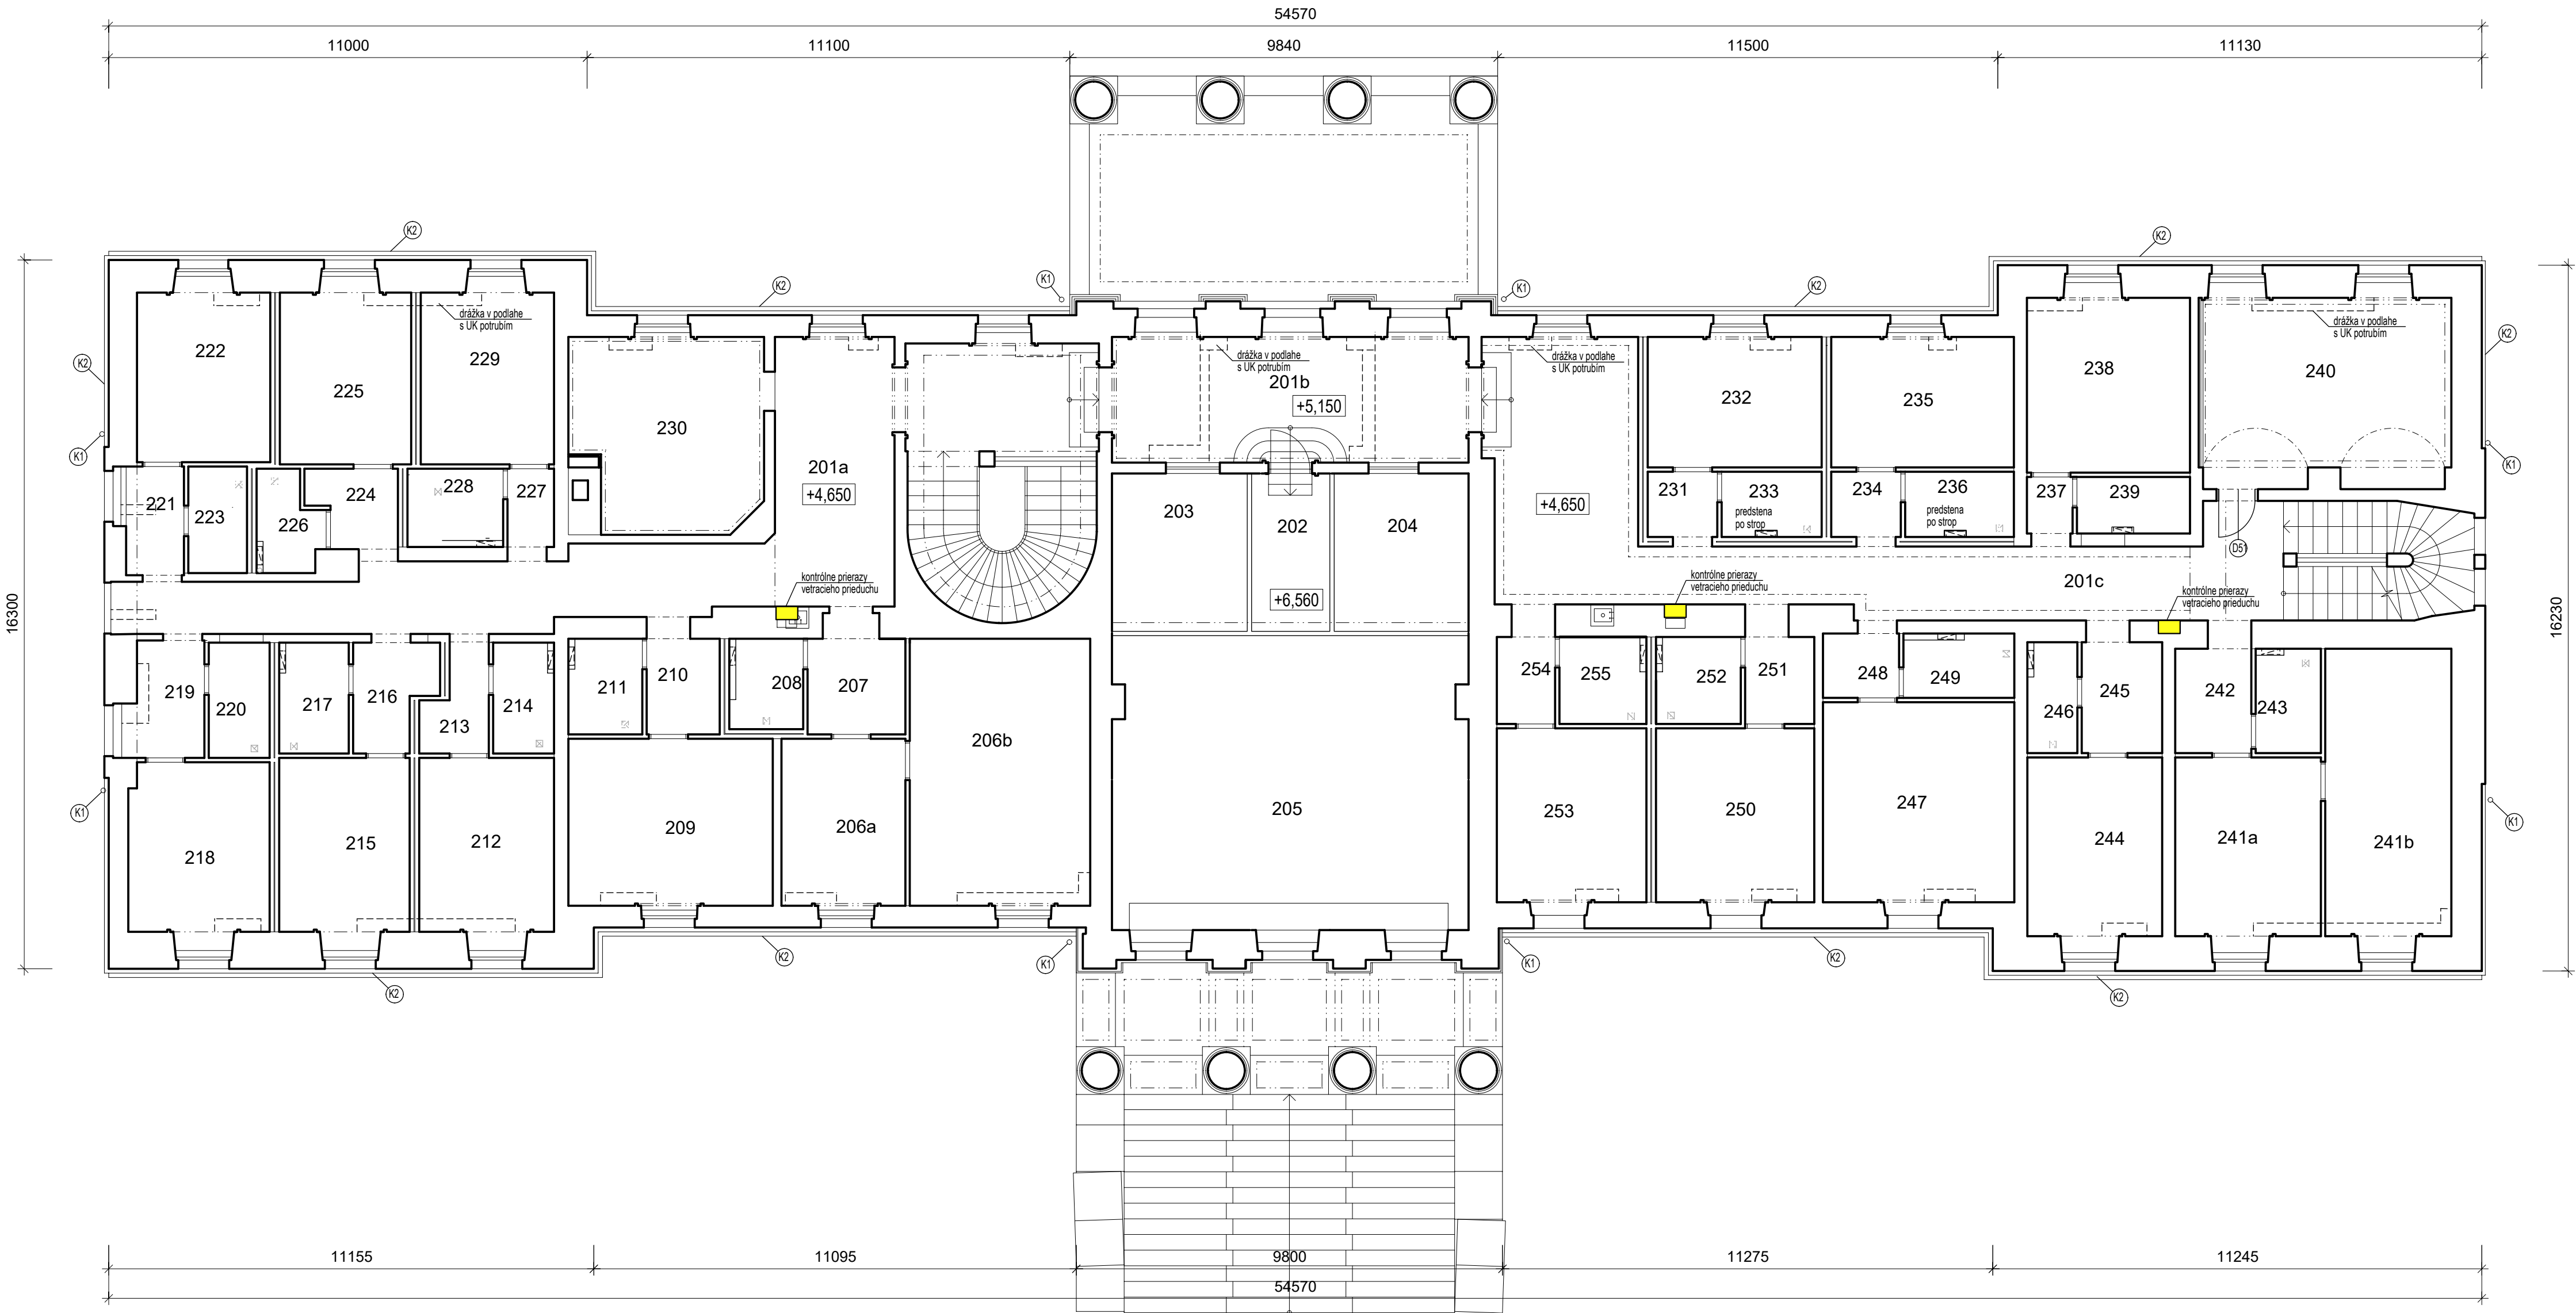 54570
11000
11100
9840
11500
11130
K2
K2
K2
K1
K1
K2
K2
drážka v podlahe
s UK potrubím
drážka v podlahe
s UK potrubím
drážka v podlahe
s UK potrubím
drážka v podlahe
s UK potrubím
K2
K2
222
225
229
230
201b
+5,150
232
235
238
240
K1
K1
201a
+4,650
221
223
226
224
228
227
203
202
204
+4,650
231
233
predstena
po strop
234
236
predstena
po strop
237
239
D51
16300
16230
kontrólne prierazy
vetracieho prieduchu
kontrólne prierazy
vetracieho prieduchu
kontrólne prierazy
vetracieho prieduchu
+6,560
201c
219
220
217
216
213
214
211
210
208
207
254
255
252
251
248
249
246
245
242
243
206b
218
215
212
209
206a
205
253
250
247
244
241a
241b
K1
K1
K2
K2
K1
K1
K2
K2
11155
11095
9800
11275
11245
54570